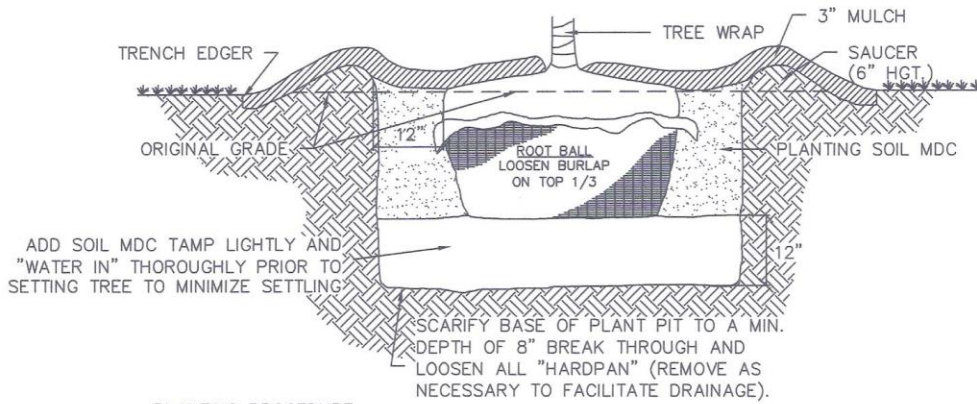 TREE WRAP
3" MULCH
TRENCH EDGER
SAUCER
(6" HGT.)
12"
ORIGINAL GRADE
ROOT BALL
LOOSEN BURLAP
ON TOP 1/3
PLANTING SOIL MDC
ADD SOIL MDC TAMP LIGHTLY AND
"WATER IN" THOROUGHLY PRIOR TO
SETTING TREE TO MINIMIZE SETTLING
12"
SCARIFY BASE OF PLANT PIT TO A MIN.
DEPTH OF 8" BREAK THROUGH AND
LOOSEN ALL "HARDPAN" (REMOVE AS
NECESSARY TO FACILITATE DRAINAGE).